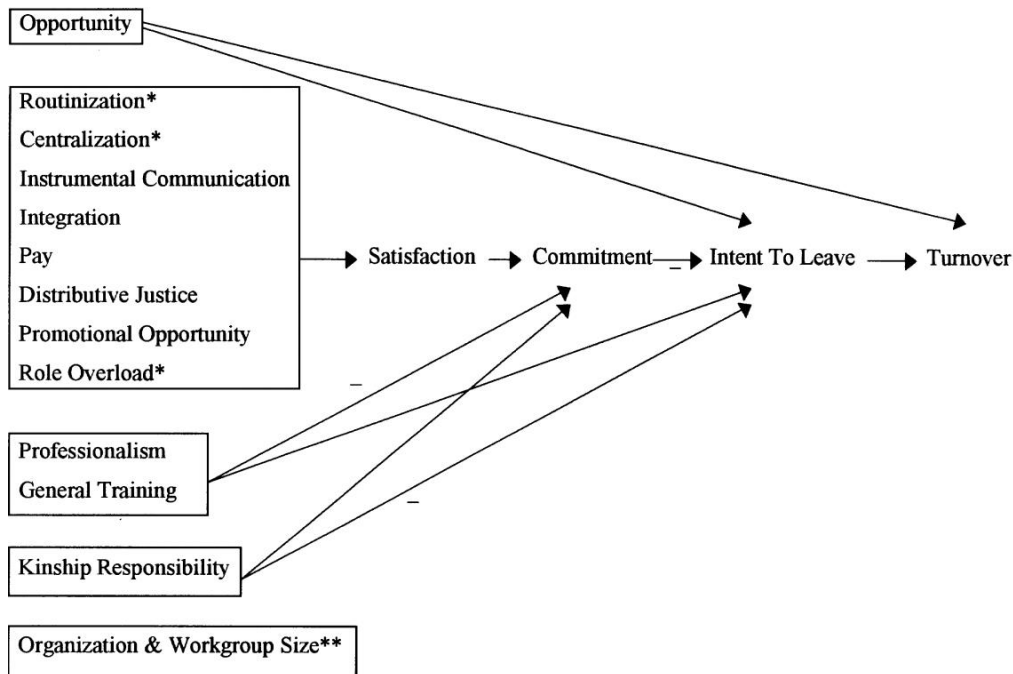 Opportunity
Routinization*
Centralization*
Instrumental Communication
Integration
Pay
Satisfaction
Commitment
–
Intent To Leave
Turnover
Distributive Justice
Promotional Opportunity
Role Overload*
–
Professionalism
General Training
–
Kinship Responsibility
Organization & Workgroup Size**